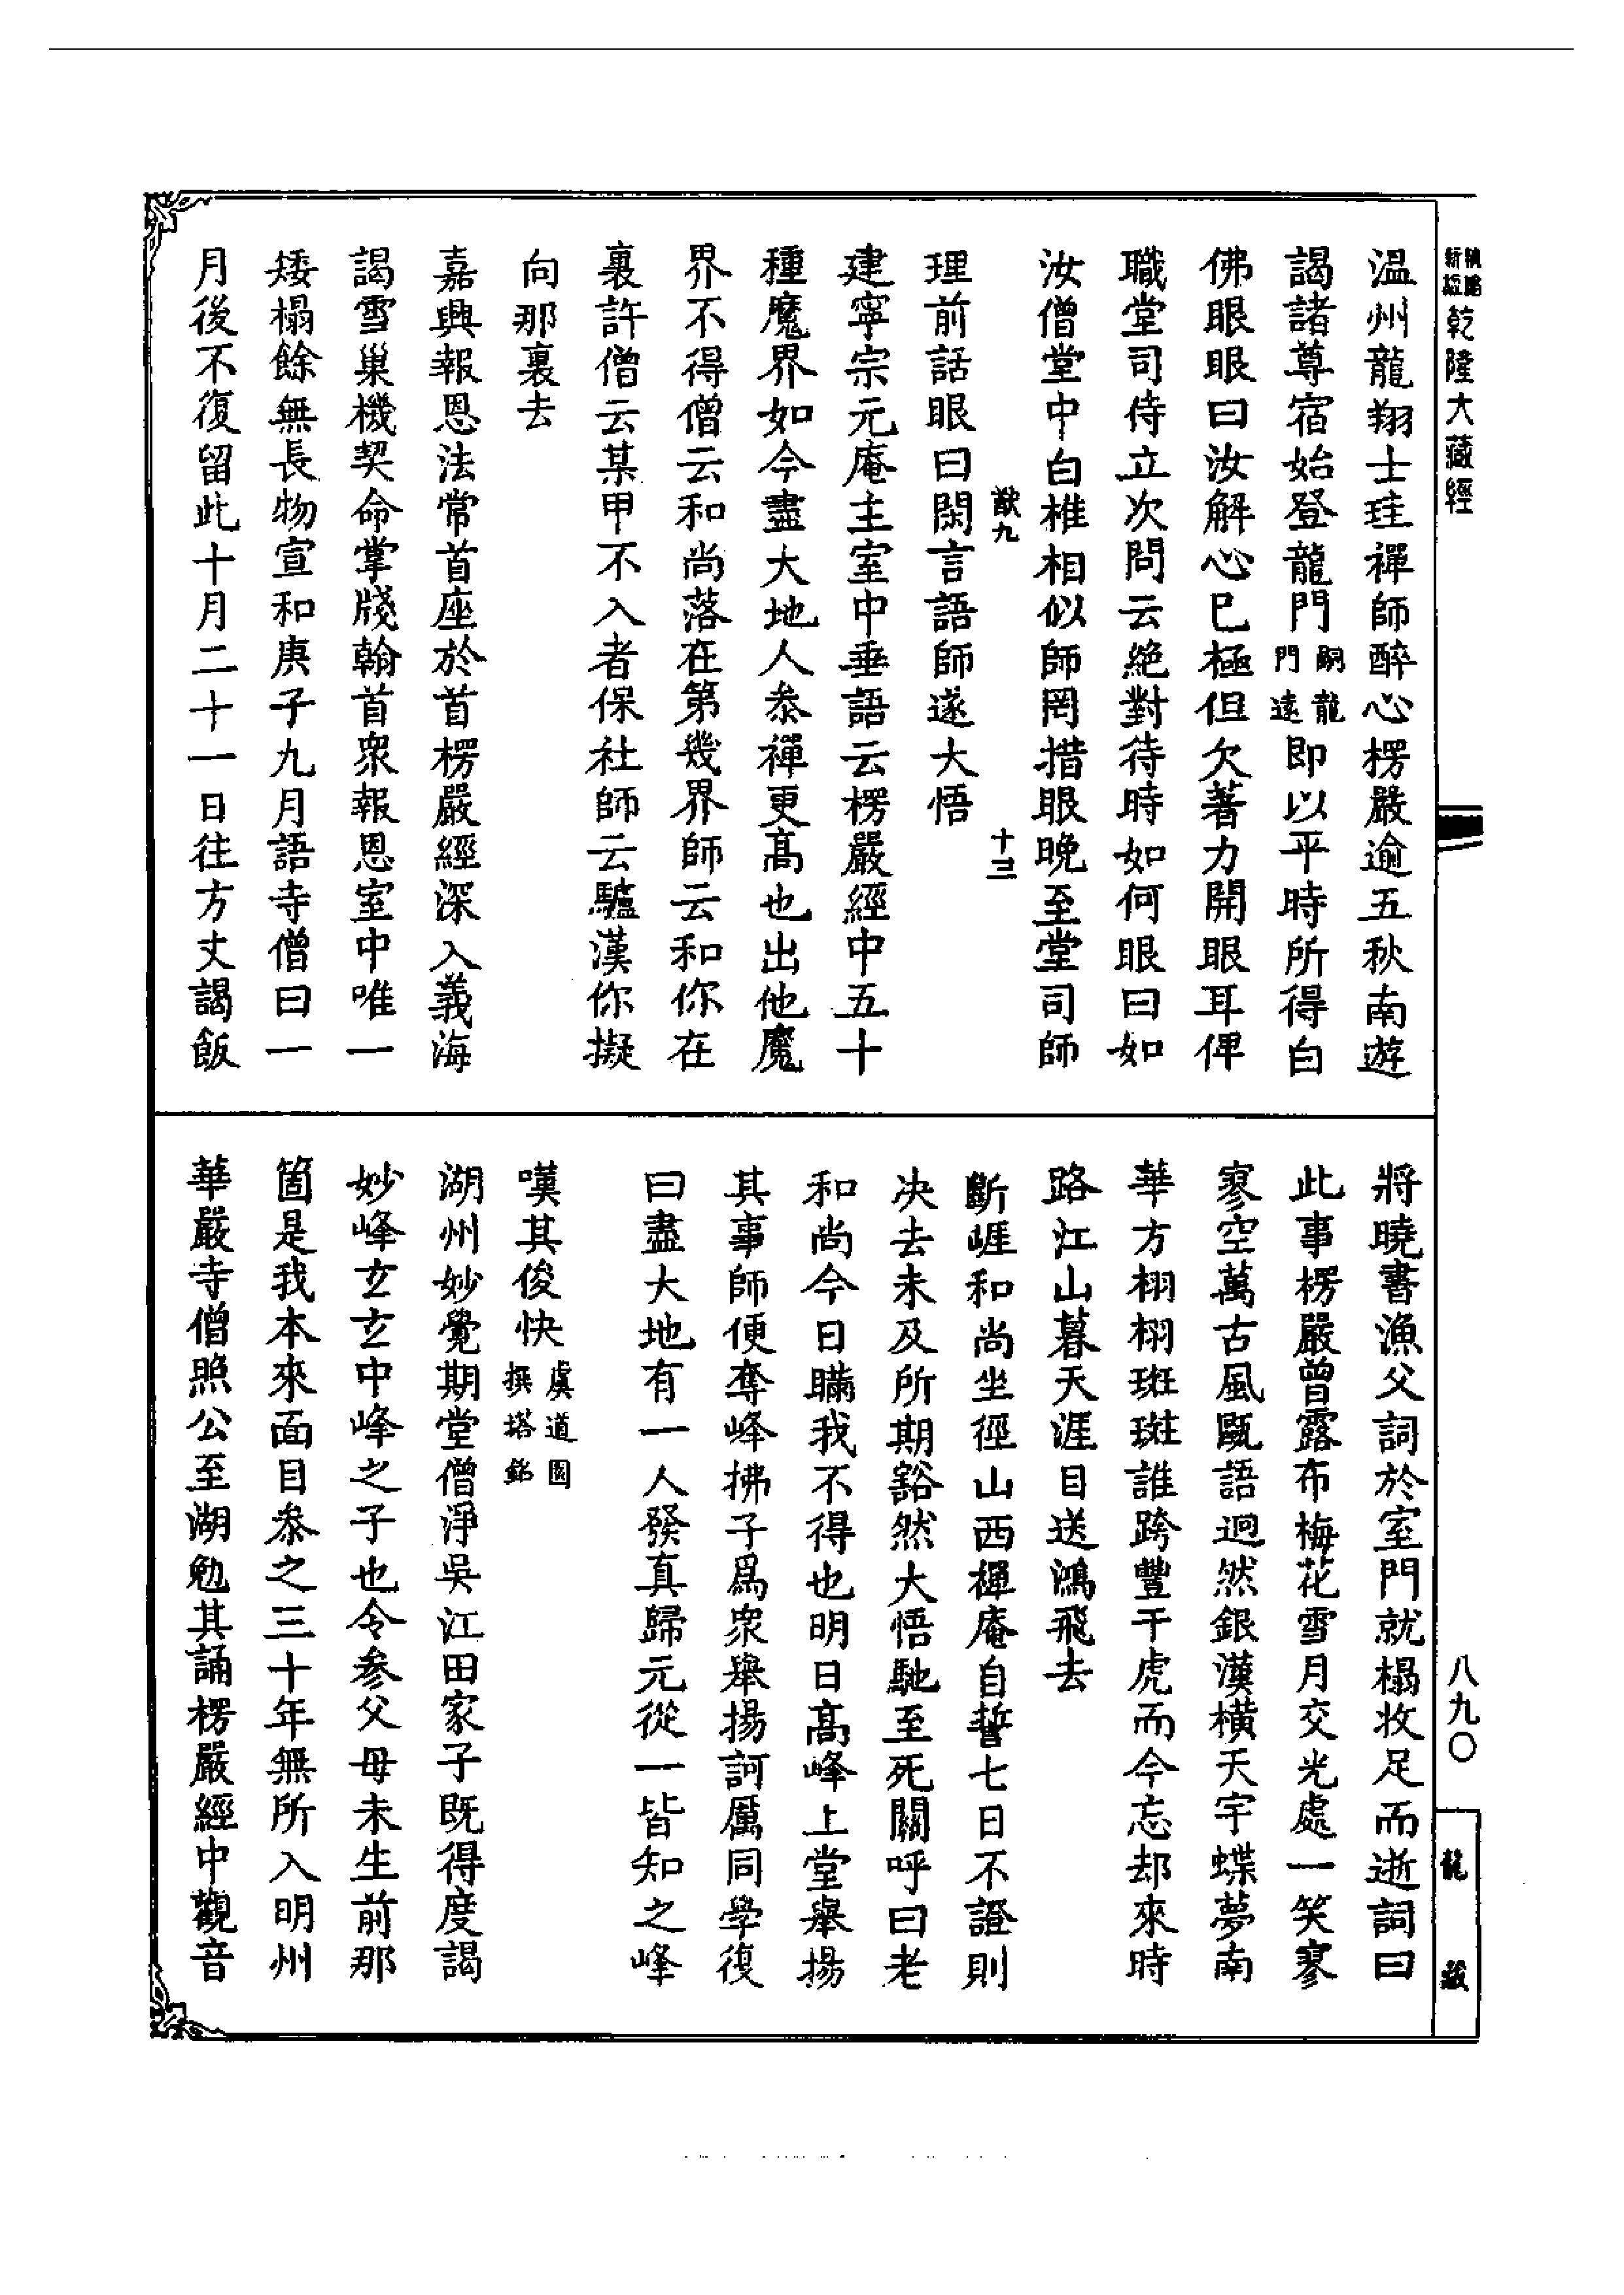 乾隆大藏經
溫州龍翔士珪禪師醉心楞嚴逾五秋南遊
謁諸尊宿始登龍門嗣龍門遠即以平時所得白
佛眼眼曰汝解心已極但欠著力開眼耳俾
職堂司侍立次問云絕對待時如何眼曰如
汝僧堂中白椎相似師罔措眼晚至堂司師
猷九 十三
理前話眼曰閑言語師遂大悟
建寧宗元庵主室中垂語云楞嚴經中五十
種魔界如今盡大地人叅禪更高也出他魔
界不得僧云和尚落在第幾界師云和你在
裏許僧云某甲不入者保社師云驢漢你擬
向那裏去
嘉興報恩法常首座於首楞嚴經深入義海
謁雪巢機契命掌牋翰首衆報恩室中唯一
矮榻餘無長物宣和庚子九月語寺僧曰一
月後不復留此十月二十一日往方丈謁飯
將曉書漁父詞於室門就榻收足而逝詞曰
此事楞嚴曾露布梅花雪月交光處一笑寥
寥空萬古風甌語迥然銀漢橫天宇蝶夢南
華方栩栩斑斑誰跨豐干虎而今忘却來時
路江山暮天涯目送鴻飛去
斷崖和尚坐徑山西禪庵自誓七日不證則
決去未及所期豁然大悟馳至死關呼曰老
和尚今日瞞我不得也明日高峰上堂舉揚
其事師便奪峰拂子爲衆舉揚訶厲同學復
曰盡大地有一人發真歸元從一皆知之峰
嘆其俊快虞道園撰塔銘
湖州妙覺期堂僧淨吳江田家子既得度謁
妙峰玄玄中峰之子也令參父母未生前那
箇是我本來面目叅之三十年無所入明州
華嚴寺僧照公至湖勉其誦楞嚴經中觀音
八九〇
龍藏